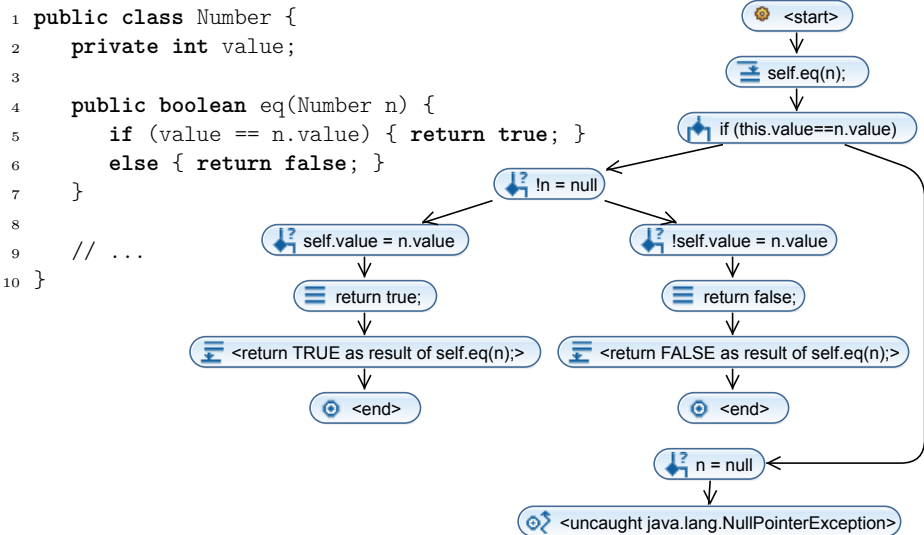 1 public class Number {
2 private int value;
3
4 public boolean eq(Number n) {
5 if (value == n.value) { return true; }
6 else { return false; }
7 }
8
9 // ...
10 }
<start>
self.eq(n);
if (this.value==n.value)
!n = null
self.value = n.value
!self.value = n.value
return true;
return false;
<return TRUE as result of self.eq(n);>
<return FALSE as result of self.eq(n);>
<end>
<end>
n = null
<uncaught java.lang.NullPointerException>